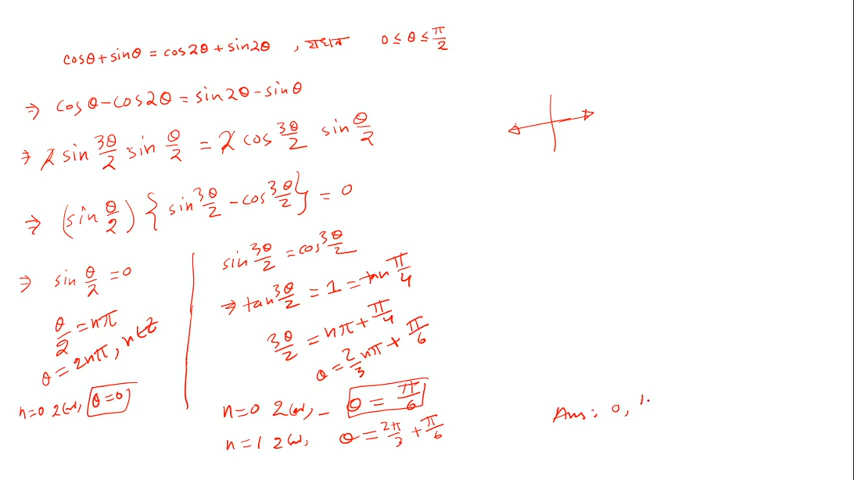 cosθ + sinθ = cos2θ + sin2θ , যখন 0 ≤ θ ≤ π/2
⇒ cosθ - cos2θ = sin2θ - sinθ
⇒ 2 sin 3θ/2 · sin θ/2 = 2 cos 3θ/2 sin θ/2
⇒ (sin θ/2) { sin 3θ/2 - cos 3θ/2 } = 0
⇒ sin θ/2 = 0
θ/2 = nπ
θ = 2nπ, n∈Z
n=0 হলে, θ=0
sin 3θ/2 = cos 3θ/2
⇒ tan 3θ/2 = 1 = tan π/4
3θ/2 = nπ + π/4
θ = 2/3 nπ + π/6
n=0 হলে, θ = π/6
n=1 হলে, θ = 2π/3 + π/6
Ans: 0,